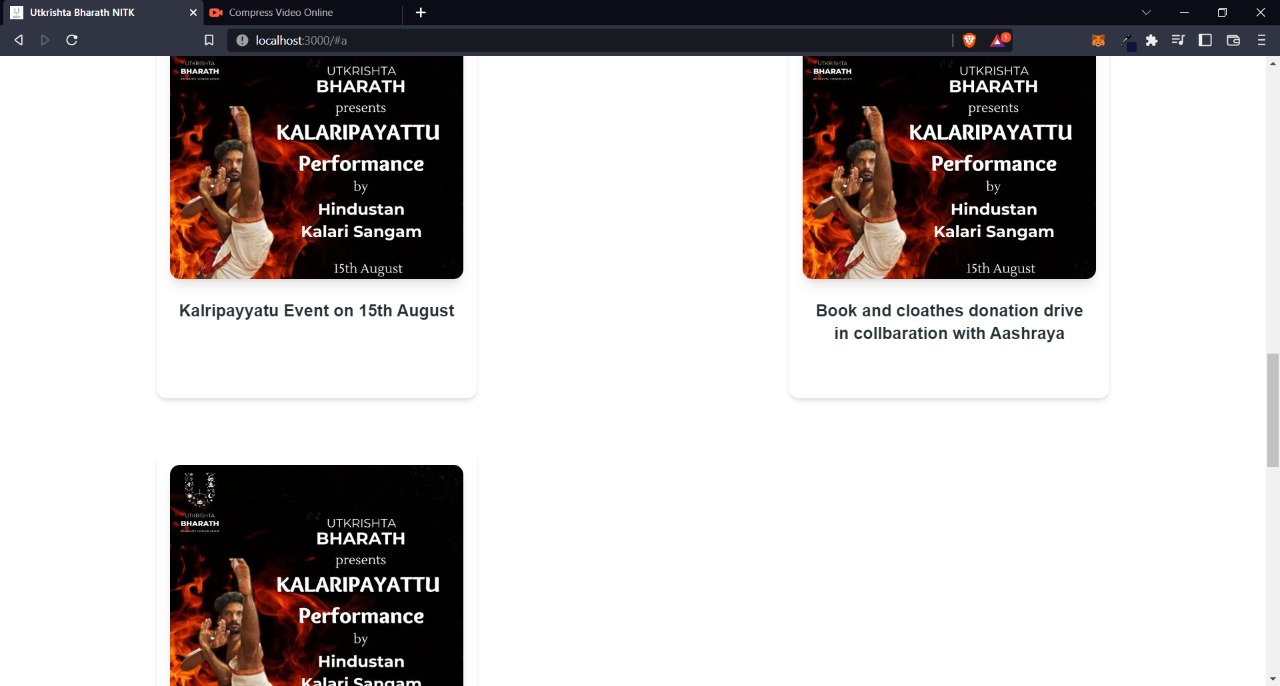 Utkrishta Bharath NITK
Compress Video Online
localhost:3000/#a
1
UTKRISHTA
BHARATH
UTKRISHTA
BHARATH
presents
KALARIPAYATTU
Performance
by
Hindustan
Kalari Sangam
15th August
Kalripayyatu Event on 15th August
UTKRISHTA
BHARATH
UTKRISHTA
BHARATH
presents
KALARIPAYATTU
Performance
by
Hindustan
Kalari Sangam
15th August
Book and cloathes donation drive
in collbaration with Aashraya
UTKRISHTA
BHARATH
UTKRISHTA
BHARATH
presents
KALARIPAYATTU
Performance
by
Hindustan
Kalari Sangam